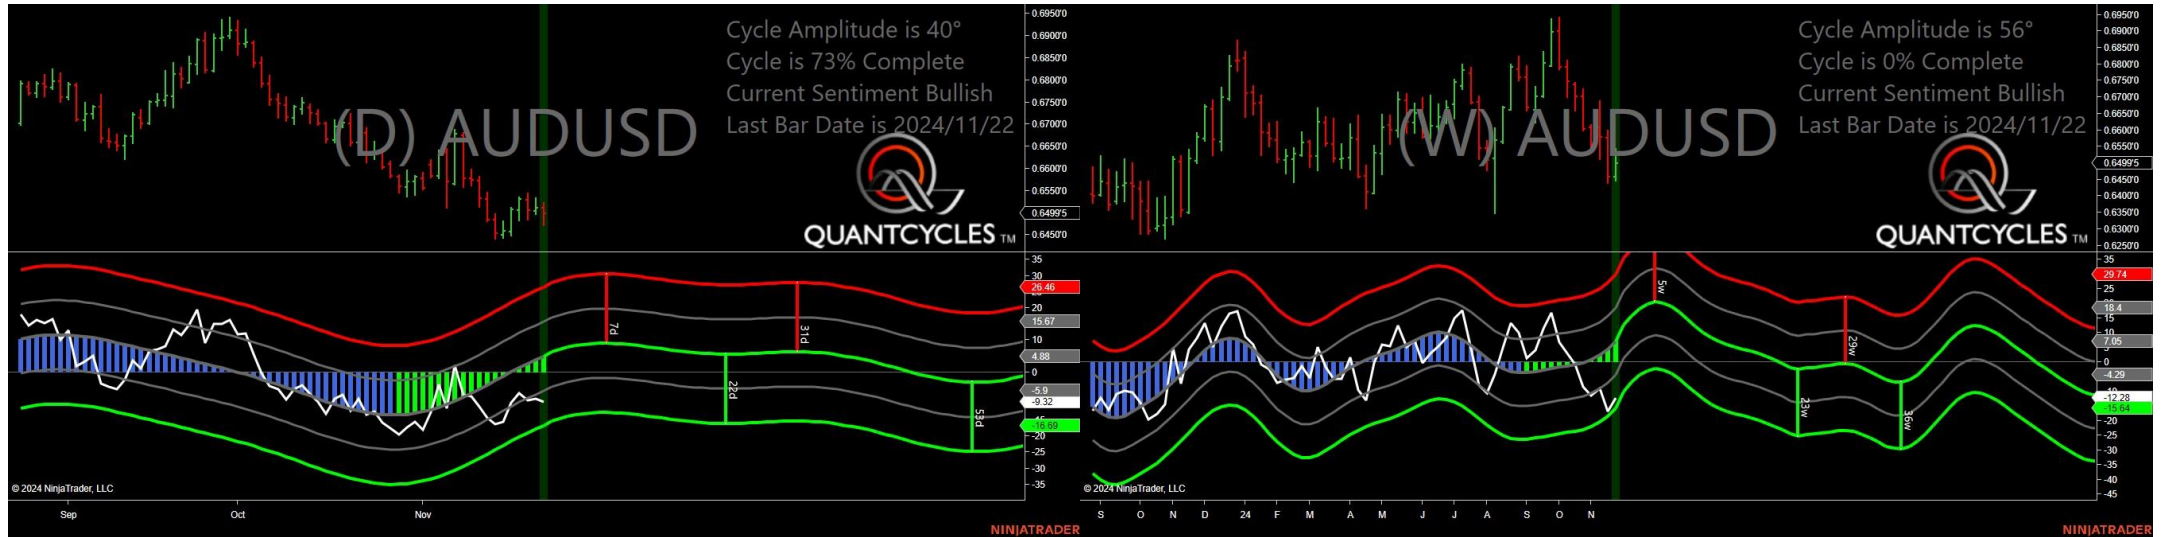 Cycle Amplitude is 40°
Cycle is 73% Complete
Current Sentiment Bullish
Last Bar Date is 2024/11/22
(D) AUDUSD
QUANTCYCLES TM
0.6950'0
0.6900'0
0.6850'0
0.6800'0
0.6750'0
0.6700'0
0.6650'0
0.6600'0
0.6550'0
0.6499'5
0.6450'0
35
30
26.46
20
15.67
10
4.88
0
-5.9
-9.32
-16.69
-20
-25
-30
-35
7d
31d
22d
53d
© 2024 NinjaTrader, LLC
Sep Oct Nov
NINJATRADER
Cycle Amplitude is 56°
Cycle is 0% Complete
Current Sentiment Bullish
Last Bar Date is 2024/11/22
(W) AUDUSD
QUANTCYCLES TM
0.6950'0
0.6900'0
0.6850'0
0.6800'0
0.6750'0
0.6700'0
0.6650'0
0.6600'0
0.6550'0
0.6499'5
0.6450'0
0.6400'0
0.6350'0
0.6300'0
0.6250'0
35
29.74
25
18.4
15
10
7.05
0
-4.29
-12.28
-15.64
-20
-25
-30
-35
-40
-45
5w
29w
23w
36w
© 2024 NinjaTrader, LLC
S O N D 24 F M A M J J A S O N
NINJATRADER